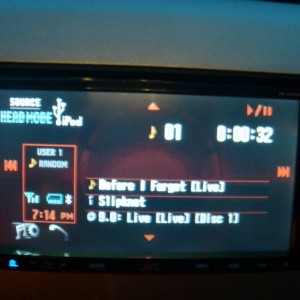 SOURCE
HEAD MODE
iPod
01
0:00:32
USER 1
RANDOM
7:14 PM
Before I Forget [Live]
Slipknot
9.0: Live [Live] [Disc 1]
JVC